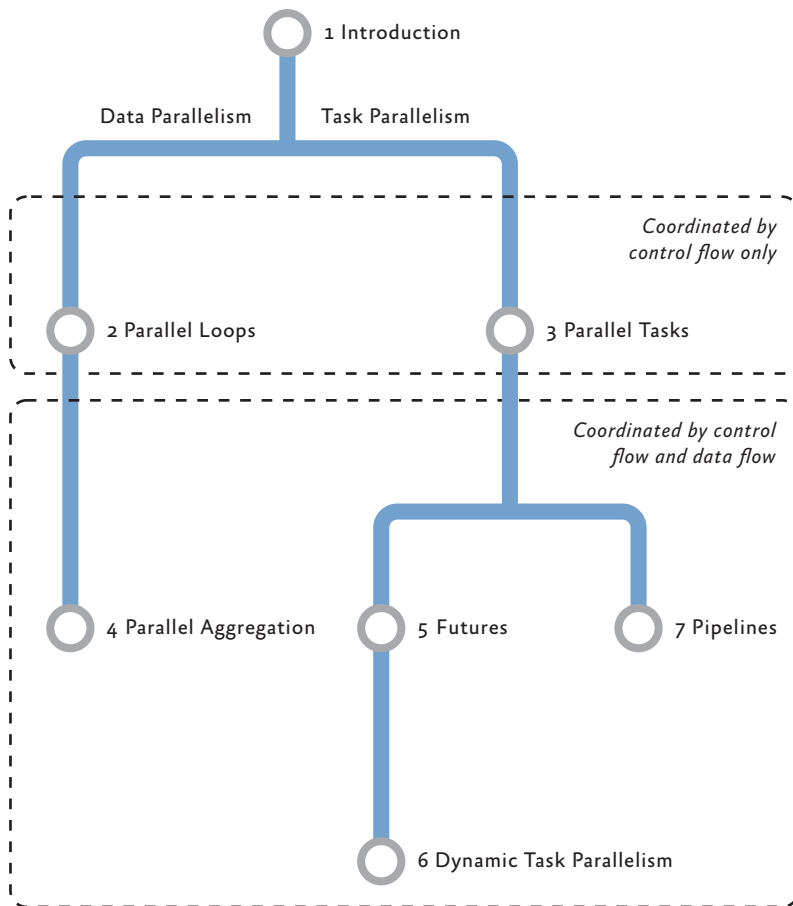 1 Introduction
Data Parallelism
Task Parallelism
Coordinated by
control flow only
2 Parallel Loops
3 Parallel Tasks
Coordinated by control
flow and data flow
4 Parallel Aggregation
5 Futures
7 Pipelines
6 Dynamic Task Parallelism